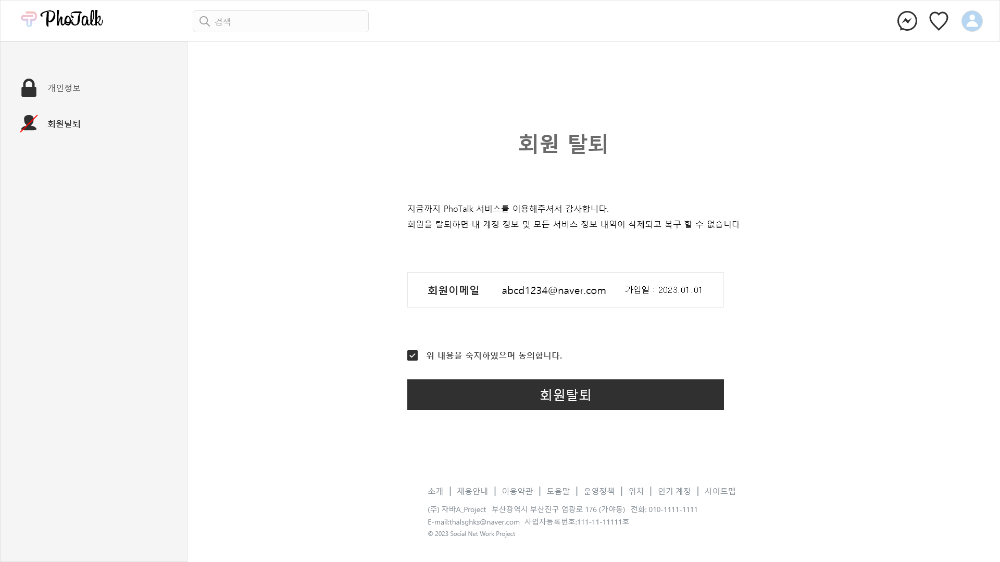 PhoTalk
검색
개인정보
회원탈퇴
회원 탈퇴
지금까지 PhoTalk 서비스를 이용해주셔서 감사합니다.
회원을 탈퇴하면 내 계정 정보 및 모든 서비스 정보 내역이 삭제되고 복구 할 수 없습니다
회원이메일 abcd1234@naver.com 가입일 : 2023.01.01
위 내용을 숙지하였으며 동의합니다.
회원탈퇴
소개 | 채용안내 | 이용약관 | 도움말 | 운영정책 | 위치 | 인기 계정 | 사이트맵
(주) 자바A_Project 부산광역시 부산진구 엄광로 176 (가야동) 전화: 010-1111-1111
E-mail:thalsghks@naver.com 사업자등록번호:111-11-11111호
© 2023 Social Net Work Project